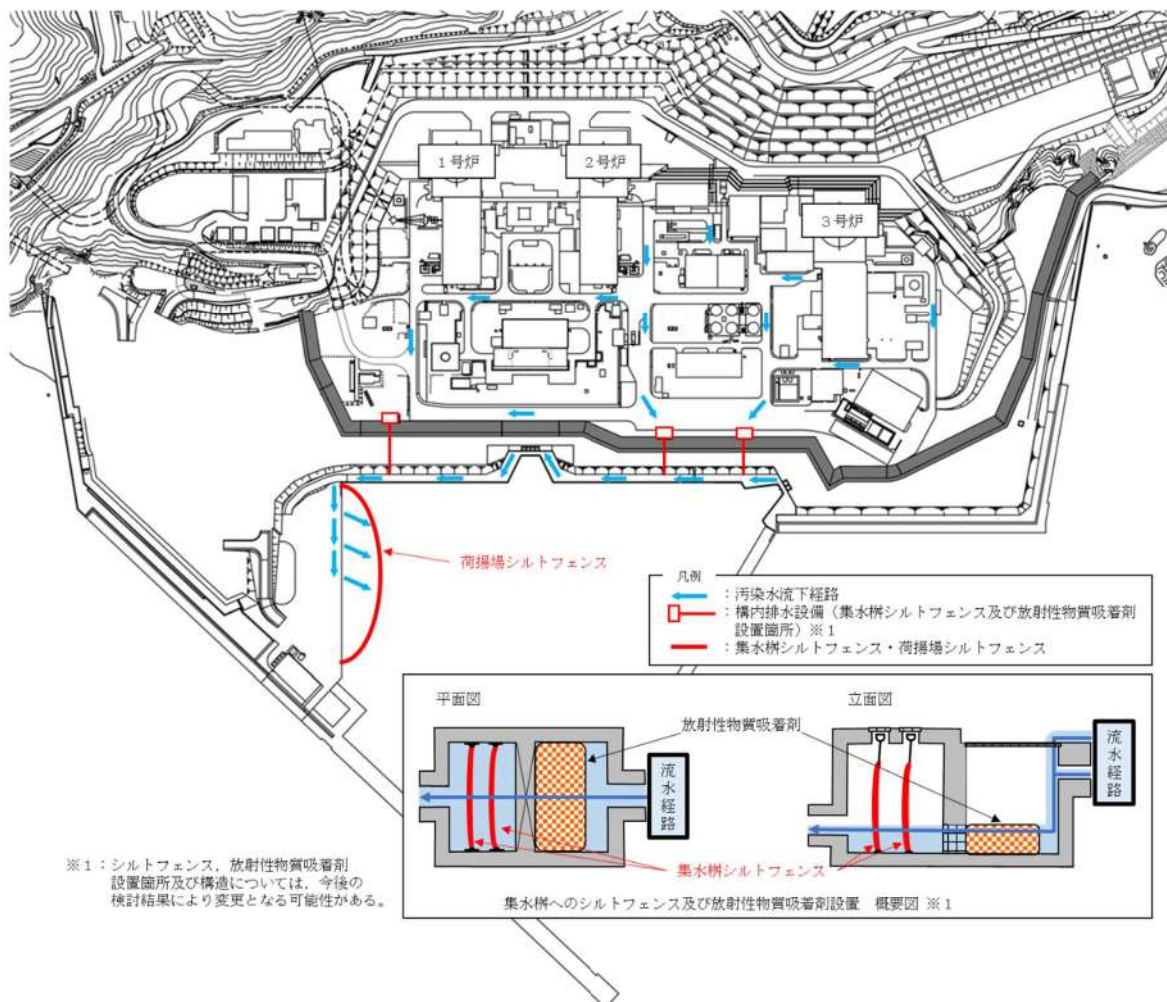 1号炉
2号炉
3号炉
荷揚場シルトフェンス
凡例
：汚染水流下経路
：構内排水設備（集水桝シルトフェンス及び放射性物質吸着剤
設置箇所）※１
：集水桝シルトフェンス・荷揚場シルトフェンス
平面図
立面図
放射性物質吸着剤
流水経路
流水経路
集水桝シルトフェンス
集水桝へのシルトフェンス及び放射性物質吸着剤設置　概要図 ※１
※１：シルトフェンス，放射性物質吸着剤
設置箇所及び構造については，今後の
検討結果により変更となる可能性がある。